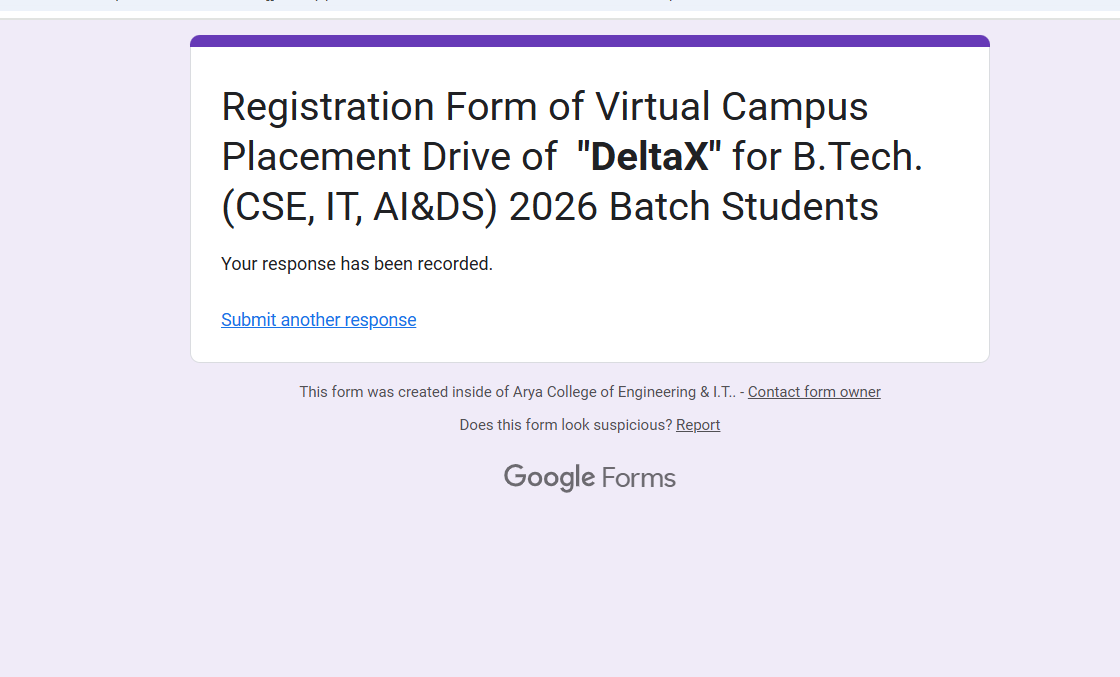 Registration Form of Virtual Campus
Placement Drive of "DeltaX" for B.Tech.
(CSE, IT, AI&DS) 2026 Batch Students
Your response has been recorded.
Submit another response
This form was created inside of Arya College of Engineering & I.T.. - Contact form owner
Does this form look suspicious? Report
Google Forms